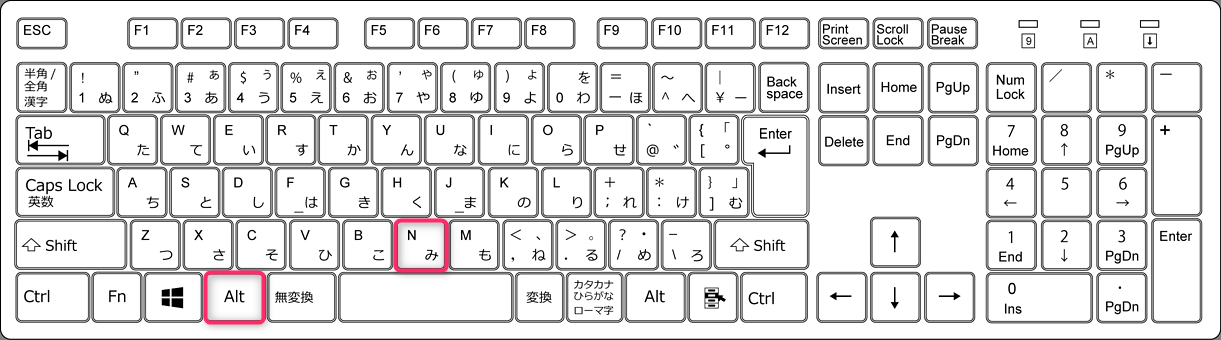 ESC F1 F2 F3 F4 F5 F6 F7 F8 F9 F10 F11 F12 Print Screen Scroll Lock Pause Break 9 A ↓
半角/全角 漢字 ! 1 ぬ " 2 ふ # ぁ 3 あ $ ぅ 4 う % ぇ 5 え & ぉ 6 お ' ゃ 7 や ( ゅ 8 ゆ ) ょ 9 よ を 0 わ = ー ほ ～ ^ へ | ¥ ー Back space Insert Home PgUp Num Lock ／ * ー
Tab Q た W て E い R す T か Y ん U な I に O ら P せ ` @ ゛ { 「 [ ° Enter Delete End PgDn 7 Home 8 ↑ 9 PgUp +
Caps Lock 英数 A ち S と D し F _は G き H く J _ま K の L り + ; れ * : け } 」 ] む 4 ← 5 6 →
Shift Z つ X さ C そ V ひ B こ N み M も < 、 , ね > 。 . る ? ・ / め _ \ ろ Shift ↑ 1 End 2 ↓ 3 PgDn Enter
Ctrl Fn Alt 無変換 変換 カタカナ ひらがな ローマ字 Alt Ctrl ← ↓ → 0 Ins . PgDn